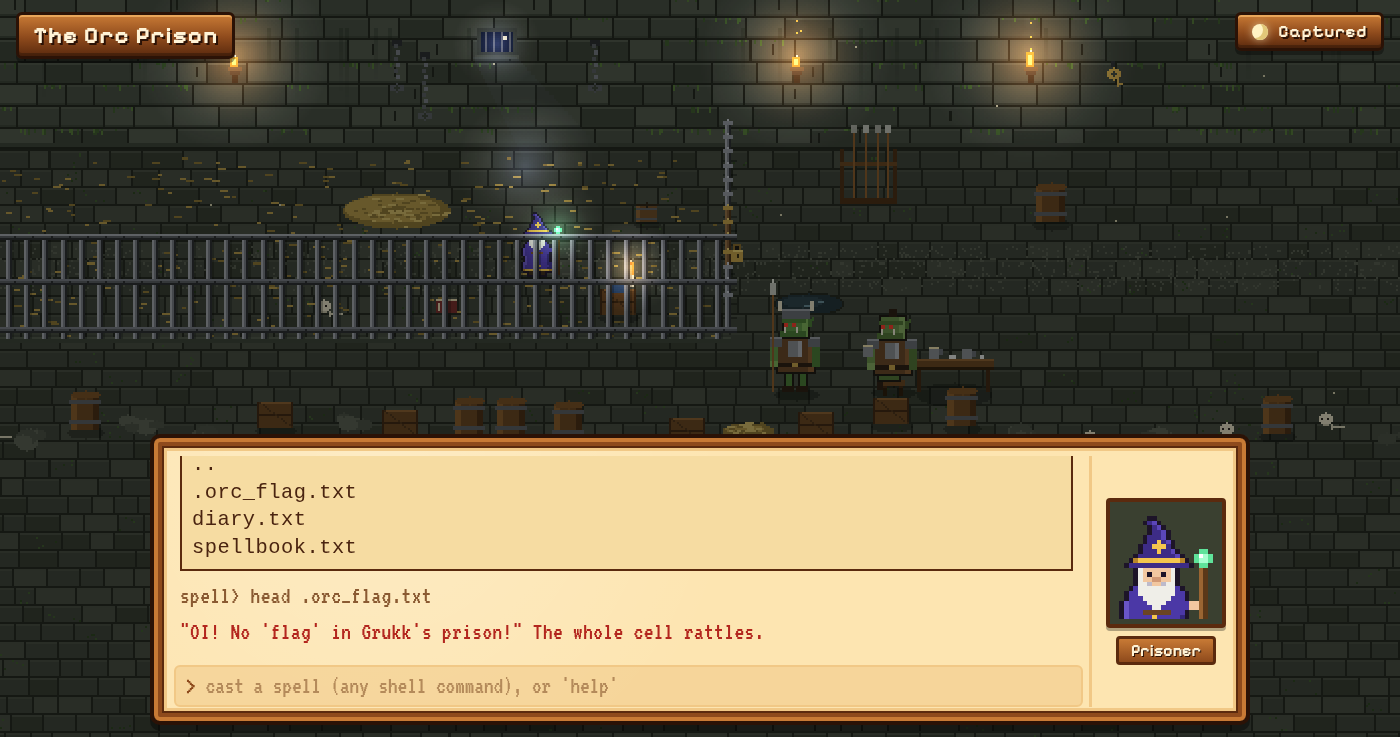 The Orc Prison
Captured
..
.orc_flag.txt
diary.txt
spellbook.txt
spell> head .orc_flag.txt
"OI! No 'flag' in Grukk's prison!" The whole cell rattles.
> cast a spell (any shell command), or 'help'
Prisoner